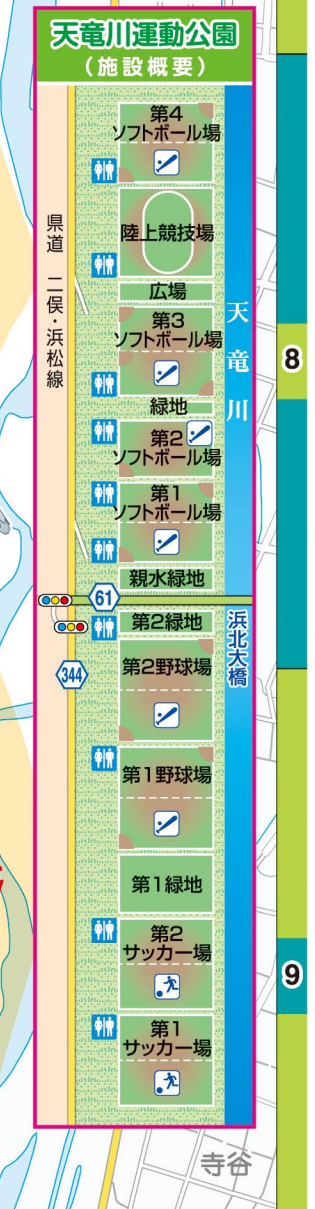 天竜川運動公園
(施設概要)
第4
ソフトボール場
陸上競技場
広場
第3
ソフトボール場
緑地
第2
ソフトボール場
第1
ソフトボール場
親水緑地
61
第2緑地
344
第2野球場
第1野球場
第1緑地
第2
サッカー場
第1
サッカー場
県道 二俣・浜松線
天竜川
浜北大橋
8
9
寺谷